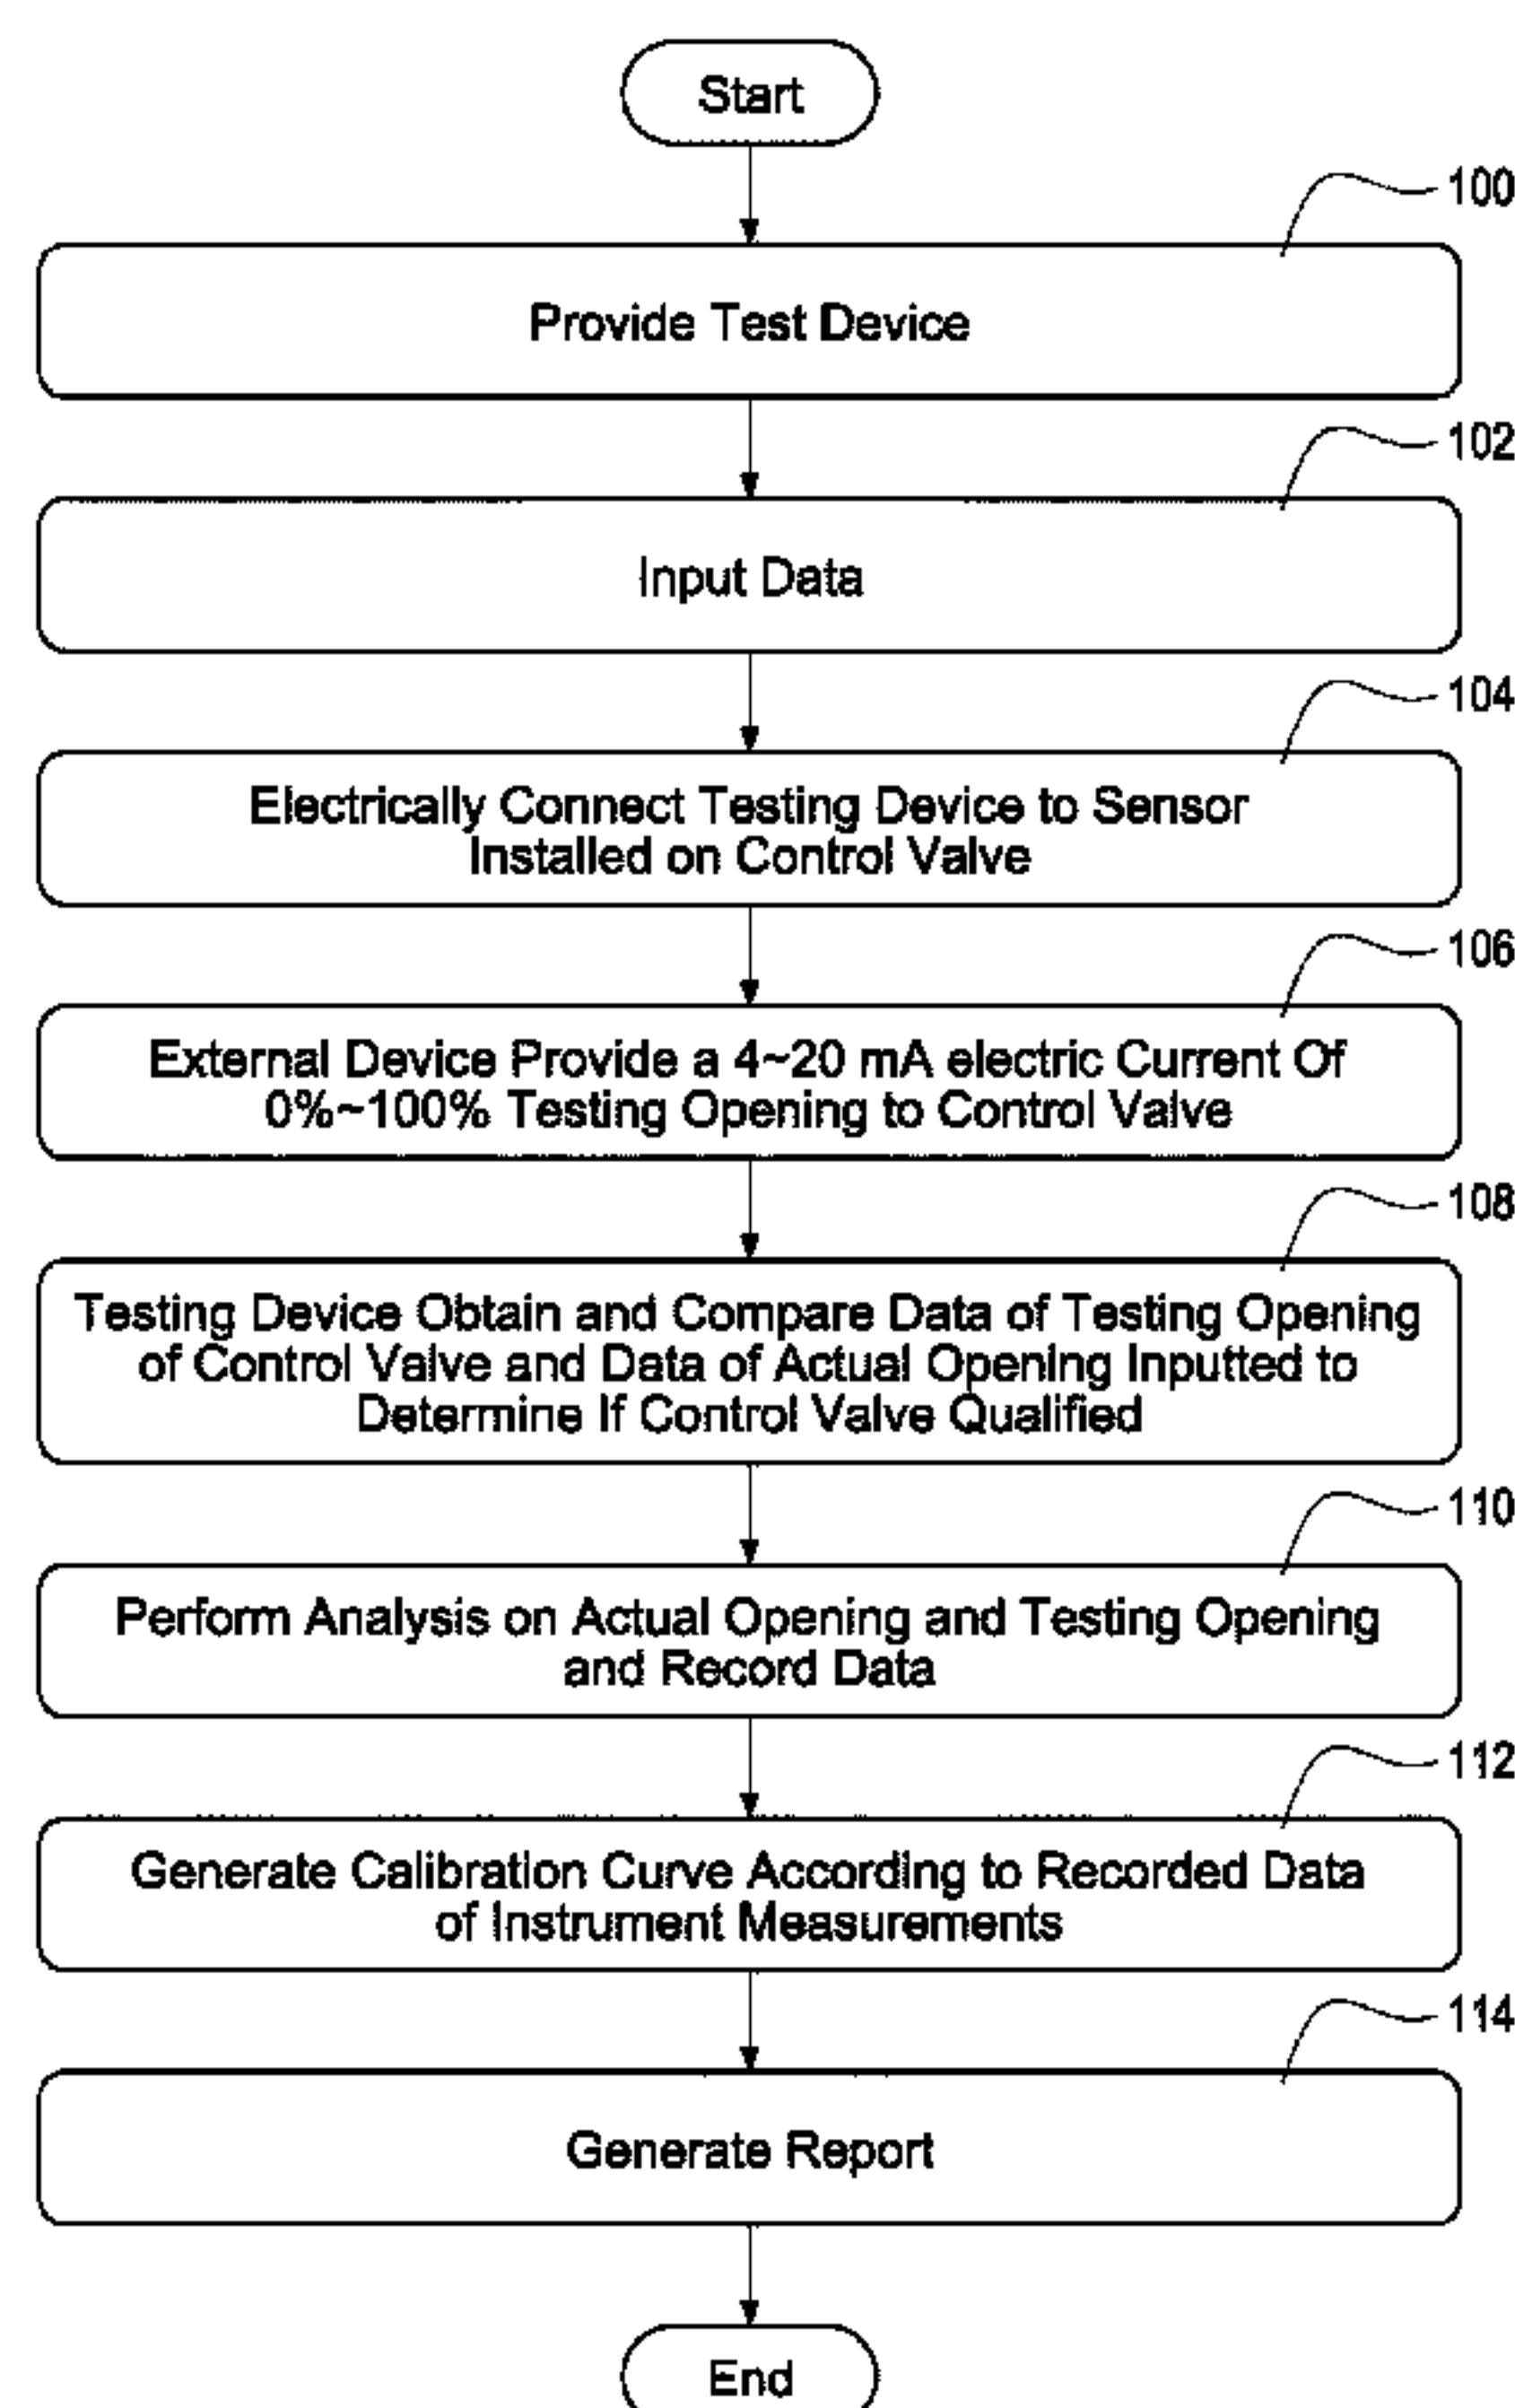 Start
100
Provide Test Device
102
Input Data
104
Electrically Connect Testing Device to Sensor
Installed on Control Valve
106
External Device Provide a 4~20 mA electric Current Of
0%~100% Testing Opening to Control Valve
108
Testing Device Obtain and Compare Data of Testing Opening
of Control Valve and Data of Actual Opening Inputted to
Determine If Control Valve Qualified
110
Perform Analysis on Actual Opening and Testing Opening
and Record Data
112
Generate Calibration Curve According to Recorded Data
of Instrument Measurements
114
Generate Report
End